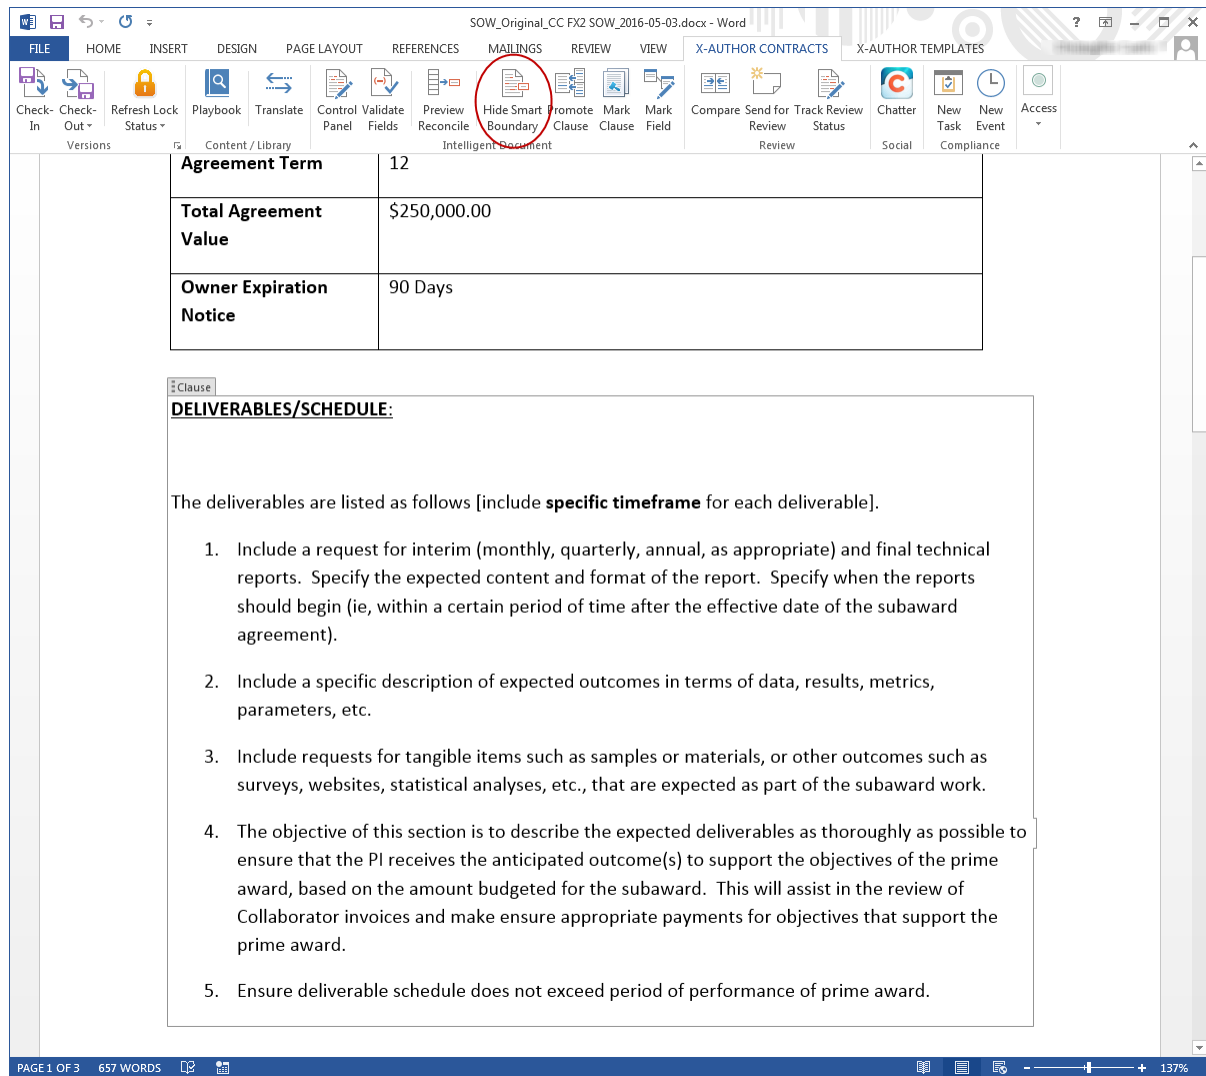 SOW_Original_CC FX2 SOW_2016-05-03.docx - Word
FILE HOME INSERT DESIGN PAGE LAYOUT REFERENCES MAILINGS REVIEW VIEW X-AUTHOR CONTRACTS X-AUTHOR TEMPLATES
Check-In
Check-Out
Refresh Lock Status
Playbook
Translate
Control Panel
Validate Fields
Preview Reconcile
Hide Smart Boundary
Promote Clause
Mark Clause
Mark Field
Compare
Send for Review
Track Review Status
Chatter
New Task
New Event
Access
Versions Content / Library Intelligent Document Review Social Compliance
Agreement Term 12
Total Agreement $250,000.00
Value
Owner Expiration 90 Days
Notice
Clause
DELIVERABLES/SCHEDULE:
The deliverables are listed as follows [include specific timeframe for each deliverable].
1. Include a request for interim (monthly, quarterly, annual, as appropriate) and final technical
reports. Specify the expected content and format of the report. Specify when the reports
should begin (ie, within a certain period of time after the effective date of the subaward
agreement).
2. Include a specific description of expected outcomes in terms of data, results, metrics,
parameters, etc.
3. Include requests for tangible items such as samples or materials, or other outcomes such as
surveys, websites, statistical analyses, etc., that are expected as part of the subaward work.
4. The objective of this section is to describe the expected deliverables as thoroughly as possible to
ensure that the PI receives the anticipated outcome(s) to support the objectives of the prime
award, based on the amount budgeted for the subaward. This will assist in the review of
Collaborator invoices and make ensure appropriate payments for objectives that support the
prime award.
5. Ensure deliverable schedule does not exceed period of performance of prime award.
PAGE 1 OF 3 657 WORDS 137%